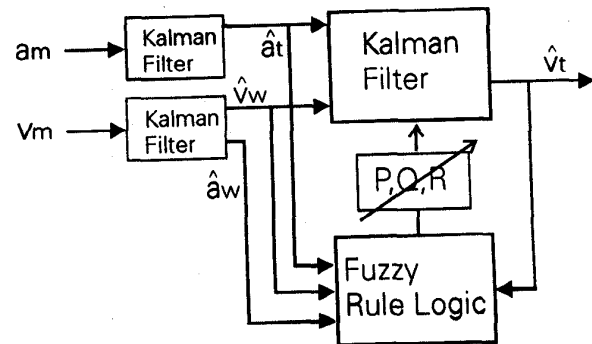 am
Kalman
Filter
ât
Kalman
Filter
v̂t
Vm
Kalman
Filter
v̂w
âw
P,Q,R
Fuzzy
Rule Logic